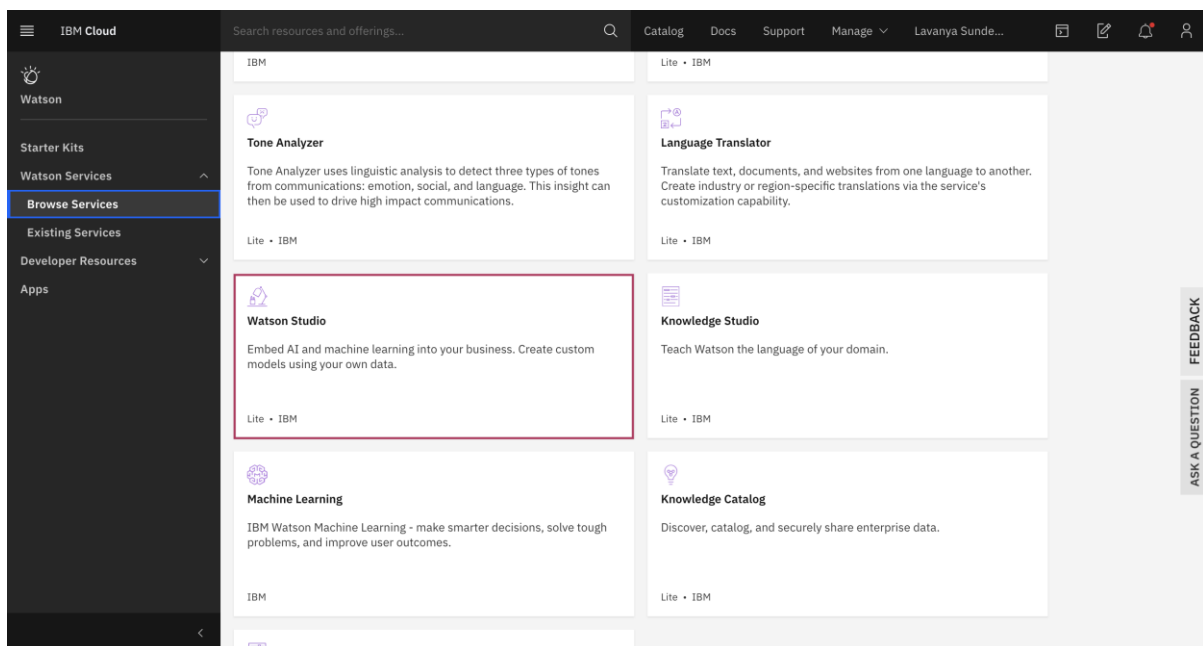 IBM Cloud
Search resources and offerings...
Catalog
Docs
Support
Manage
Lavanya Sunde...
Watson
Starter Kits
Watson Services
Browse Services
Existing Services
Developer Resources
Apps
IBM
Lite • IBM
Tone Analyzer
Tone Analyzer uses linguistic analysis to detect three types of tones
from communications: emotion, social, and language. This insight can
then be used to drive high impact communications.
Lite • IBM
Language Translator
Translate text, documents, and websites from one language to another.
Create industry or region-specific translations via the service's
customization capability.
Lite • IBM
Watson Studio
Embed AI and machine learning into your business. Create custom
models using your own data.
Lite • IBM
Knowledge Studio
Teach Watson the language of your domain.
Lite • IBM
Machine Learning
IBM Watson Machine Learning - make smarter decisions, solve tough
problems, and improve user outcomes.
IBM
Knowledge Catalog
Discover, catalog, and securely share enterprise data.
Lite • IBM
FEEDBACK
ASK A QUESTION